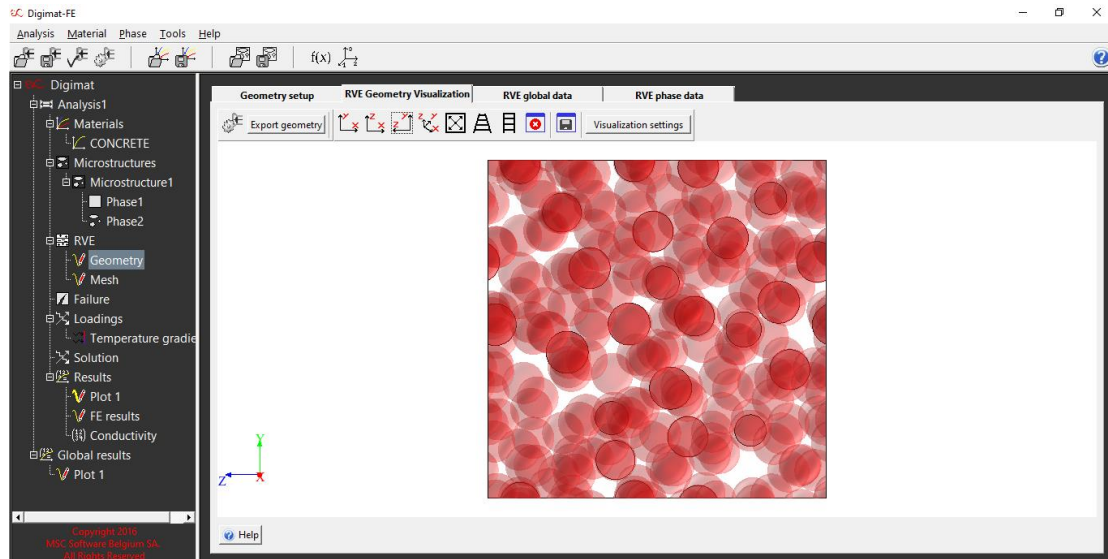 Digimat-FE
Analysis Material Phase Tools Help
f(x)
Digimat
Analysis1
Materials
CONCRETE
Microstructures
Microstructure1
Phase1
Phase2
RVE
Geometry
Mesh
Failure
Loadings
Temperature gradie
Solution
Results
Plot 1
FE results
Conductivity
Global results
Plot 1
Copyright 2016
MSC Software Belgium SA.
All Rights Reserved
Geometry setup RVE Geometry Visualization RVE global data RVE phase data
Export geometry Visualization settings
Y
Z X
Help